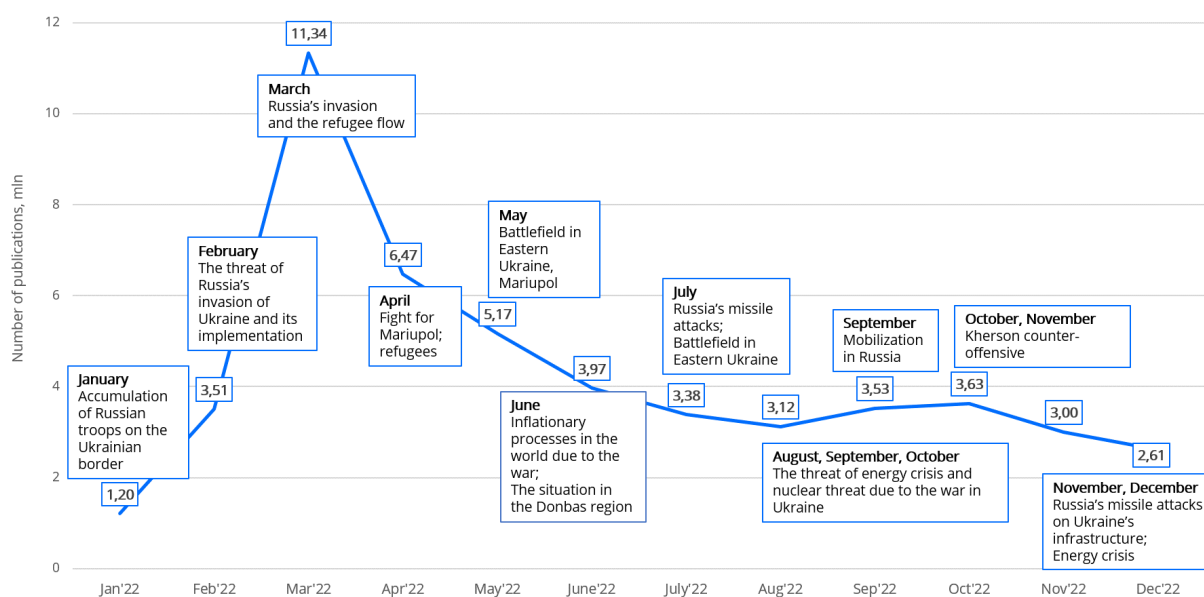 Number of publications, mln
12
10
8
6
4
2
0
11,34
March
Russia's invasion
and the refugee flow
February
The threat of
Russia's
invasion of
Ukraine and its
implementation
6,47
April
Fight for
Mariupol;
refugees
May
Battlefield in
Eastern
Ukraine,
Mariupol
5,17
January
Accumulation
of Russian
troops on the
Ukrainian
border
1,20
3,51
3,97
June
Inflationary
processes in the
world due to the
war;
The situation in
the Donbas region
July
Russia's missile
attacks;
Battlefield in
Eastern Ukraine
3,38
3,12
September
Mobilization
in Russia
3,53
October, November
Kherson counter-
offensive
3,63
August, September, October
The threat of energy crisis and
nuclear threat due to the war in
Ukraine
3,00
2,61
November, December
Russia's missile attacks
on Ukraine's
infrastructure;
Energy crisis
Jan'22
Feb'22
Mar'22
Apr'22
May'22
June'22
July'22
Aug'22
Sep'22
Oct'22
Nov'22
Dec'22